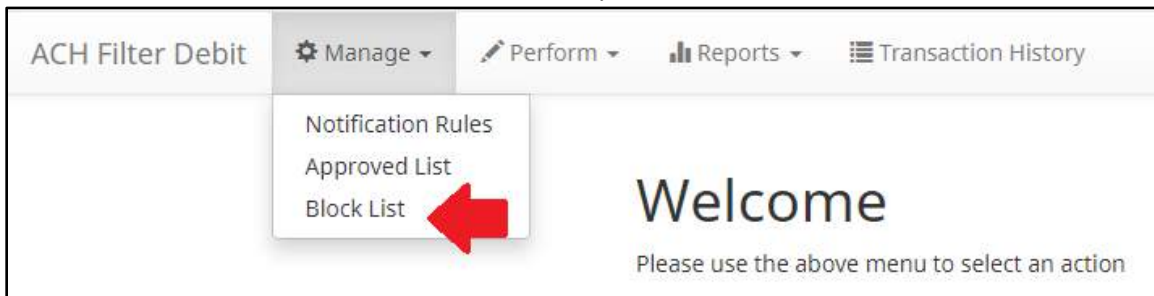 ACH Filter Debit Manage Perform Reports Transaction History
Notification Rules
Approved List
Block List
Welcome
Please use the above menu to select an action